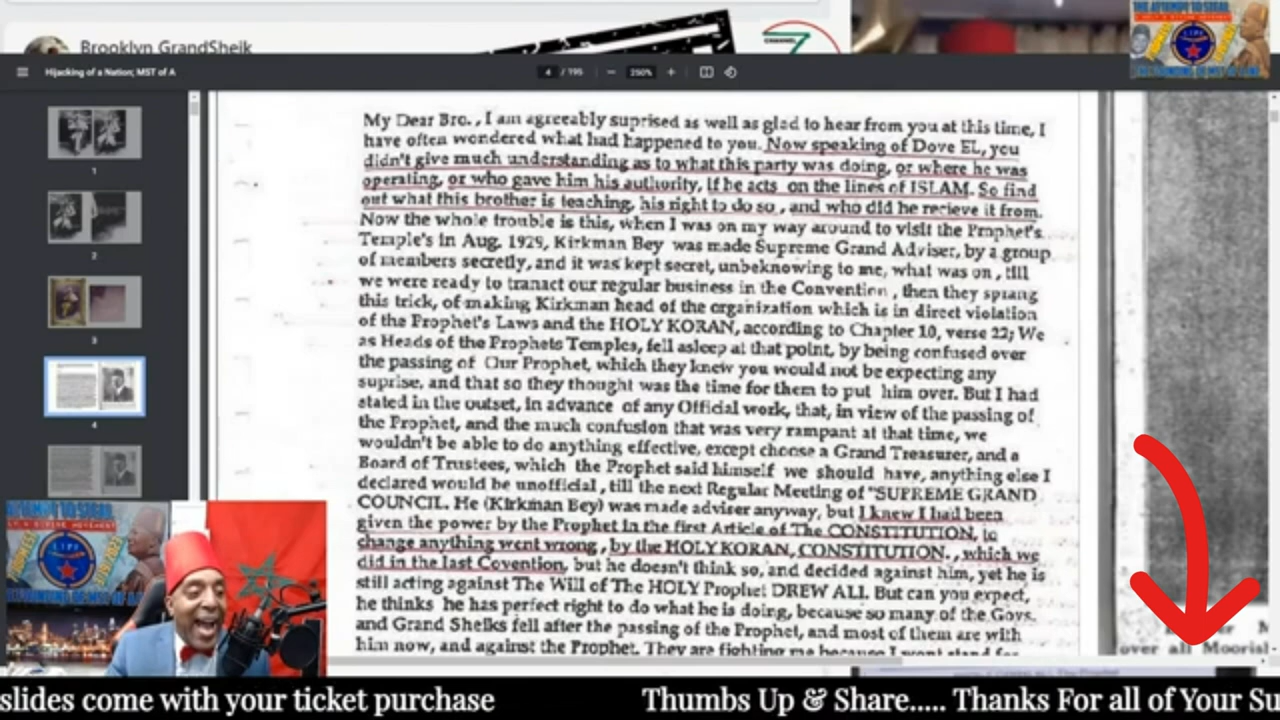 Brooklyn GrandSheik
CHANNEL 7
THE ATTEMPT TO STEAL
Hijacking of a Nation; MST of A
4 / 195
250%
1
2
3
4
My Dear Bro. , I am agreeably suprised as well as glad to hear from you at this time, I
have often wondered what had happened to you. Now speaking of Dove EL, you
didn't give much understanding as to what this party was doing, or where he was
operating, or who gave him his authority, if he acts on the lines of ISLAM. So find
out what this brother is teaching, his right to do so , and who did he recieve it from.
Now the whole trouble is this, when I was on my way around to visit the Prophet's
Temple's in Aug. 1929, Kirkman Bey was made Supreme Grand Adviser, by a group
of members secretly, and it was kept secret, unbeknowing to me, what was on , till
we were ready to tranact our regular business in the Convention , then they sprang
this trick, of making Kirkman head of the organization which is in direct violation
of the Prophet's Laws and the HOLY KORAN, according to Chapter 10, verse 22; We
as Heads of the Prophets Temples, fell asleep at that point, by being confused over
the passing of Our Prophet, which they knew you would not be expecting any
suprise, and that so they thought was the time for them to put him over. But I had
stated in the outset, in advance of any Official work, that, in view of the passing of
the Prophet, and the much confusion that was very rampant at that time, we
wouldn't be able to do anything effective, except choose a Grand Treasurer, and a
Board of Trustees, which the Prophet said himself we should have, anything else I
declared would be unofficial , till the next Regular Meeting of "SUPREME GRAND
COUNCIL. He (Kirkman Bey) was made adviser anyway, but I knew I had been
given the power by the Prophet in the first Article of The CONSTITUTION, to
change anything went wrong , by the HOLY KORAN, CONSTITUTION. , which we
did in the last Covention, but he doesn't think so, and decided against him, yet he is
still acting against The Will of The HOLY Prophet DREW ALI. But can you expect,
he thinks he has perfect right to do what he is doing, because so many of the Govs.
and Grand Sheiks fell after the passing of the Prophet, and most of them are with
him now, and against the Prophet. They are fighting me because I wont stand for
over all Moorish
slides come with your ticket purchase
Thumbs Up & Share..... Thanks For all of Your Su